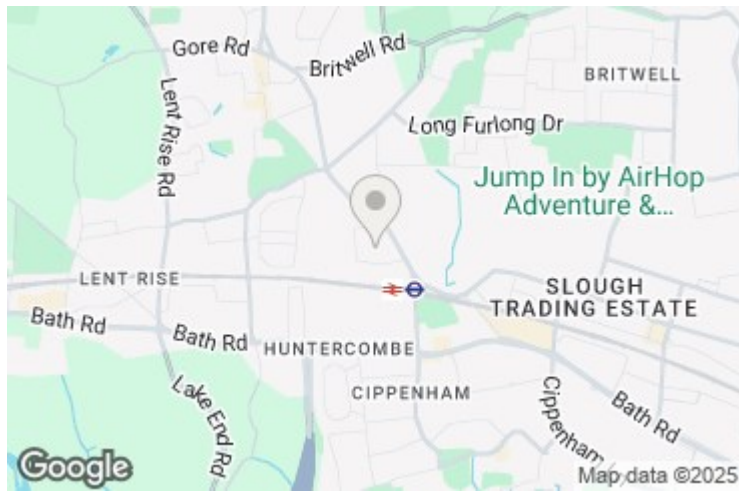 Gore Rd
Britwell Rd
BRITWELL
Lent Rise Rd
Long Furlong Dr
Jump In by AirHop
Adventure &...
LENT RISE
SLOUGH
TRADING ESTATE
Bath Rd
Bath Rd
HUNTERCOMBE
CIPPENHAM
Lake End Rd
Cippenham
Bath Rd
Google
Map data ©2025